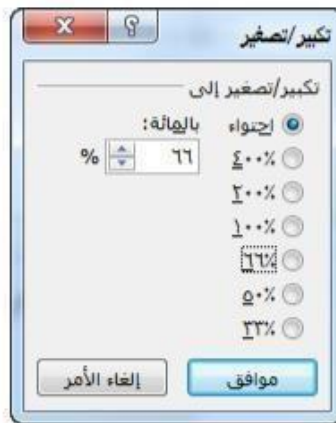 تكبير/تصغير
تكبير/تصغير إلى
احتواء
بالمائة:
٤٠٠%
٦٦ %
٢٠٠%
١٠٠%
٦٦%
٥٠%
٣٣%
موافق
إلغاء الأمر